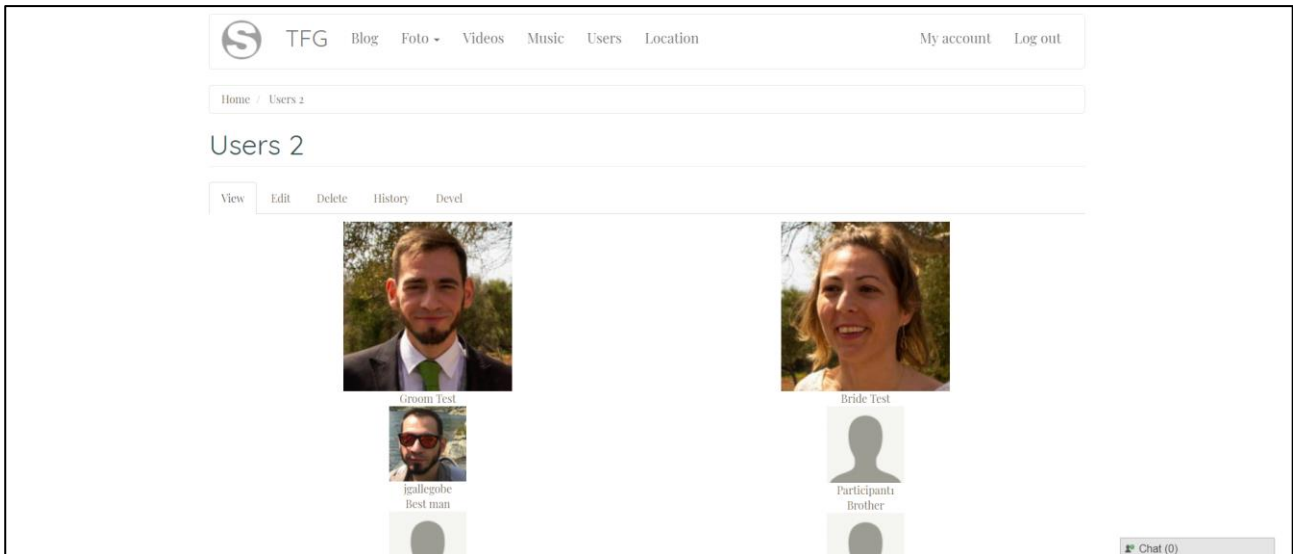 S TFG Blog Foto Videos Music Users Location My account Log out
Home / Users 2
Users 2
View Edit Delete History Devel
Groom Test
Bride Test
jgallegobe
Best man
Participant1
Brother
Chat (0)